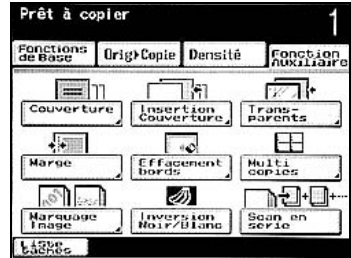 Prêt à copier
1
Fonctions
de Base
Orig▸Copie
Densité
Fonction
Auxiliaire
Couverture
Insertion
Couverture
Trans-
parents
Marge
Effacement
bords
Multi
copies
Marquage
Image
Inversion
Noir/Blanc
Scan en
serie
Liste
taches